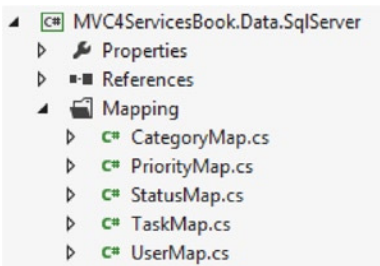 MVC4ServicesBook.Data.SqlServer
Properties
References
Mapping
C# CategoryMap.cs
C# PriorityMap.cs
C# StatusMap.cs
C# TaskMap.cs
C# UserMap.cs